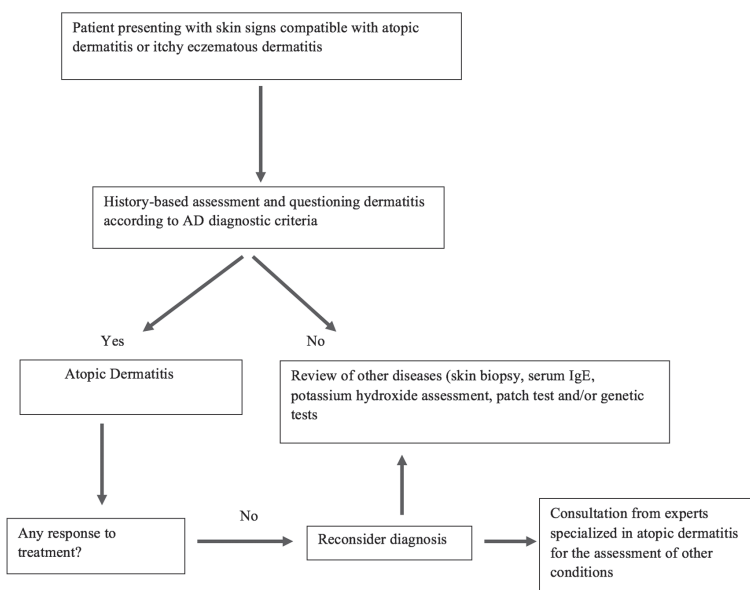 Patient presenting with skin signs compatible with atopic
dermatitis or itchy eczematous dermatitis
History-based assessment and questioning dermatitis
according to AD diagnostic criteria
Yes
No
Atopic Dermatitis
Review of other diseases (skin biopsy, serum IgE,
potassium hydroxide assessment, patch test and/or genetic
tests
Any response to
treatment?
No
Reconsider diagnosis
Consultation from experts
specialized in atopic dermatitis
for the assessment of other
conditions